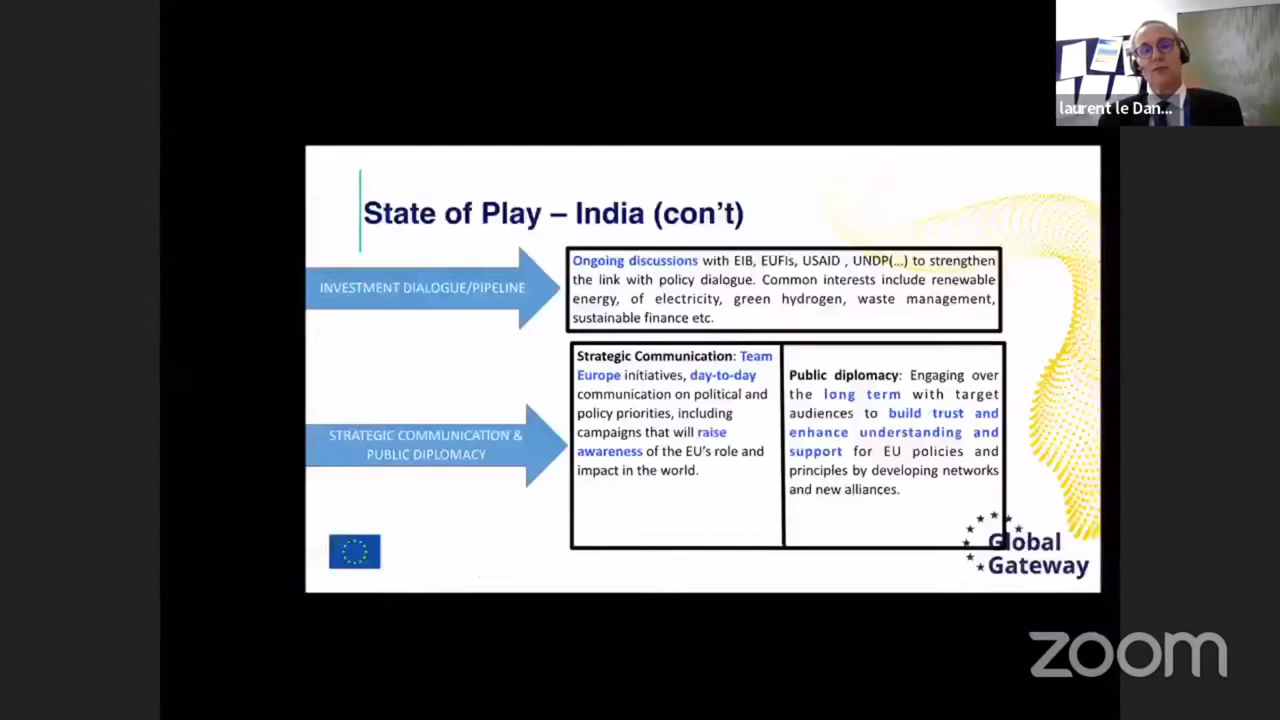 laurent le Dan...
State of Play – India (con't)
INVESTMENT DIALOGUE/PIPELINE
Ongoing discussions with EIB, EUFIs, USAID , UNDP(...) to strengthen
the link with policy dialogue. Common interests include renewable
energy, of electricity, green hydrogen, waste management,
sustainable finance etc.
STRATEGIC COMMUNICATION &
PUBLIC DIPLOMACY
Strategic Communication: Team
Europe initiatives, day-to-day
communication on political and
policy priorities, including
campaigns that will raise
awareness of the EU's role and
impact in the world.
Public diplomacy: Engaging over
the long term with target
audiences to build trust and
enhance understanding and
support for EU policies and
principles by developing networks
and new alliances.
Global
Gateway
zoom